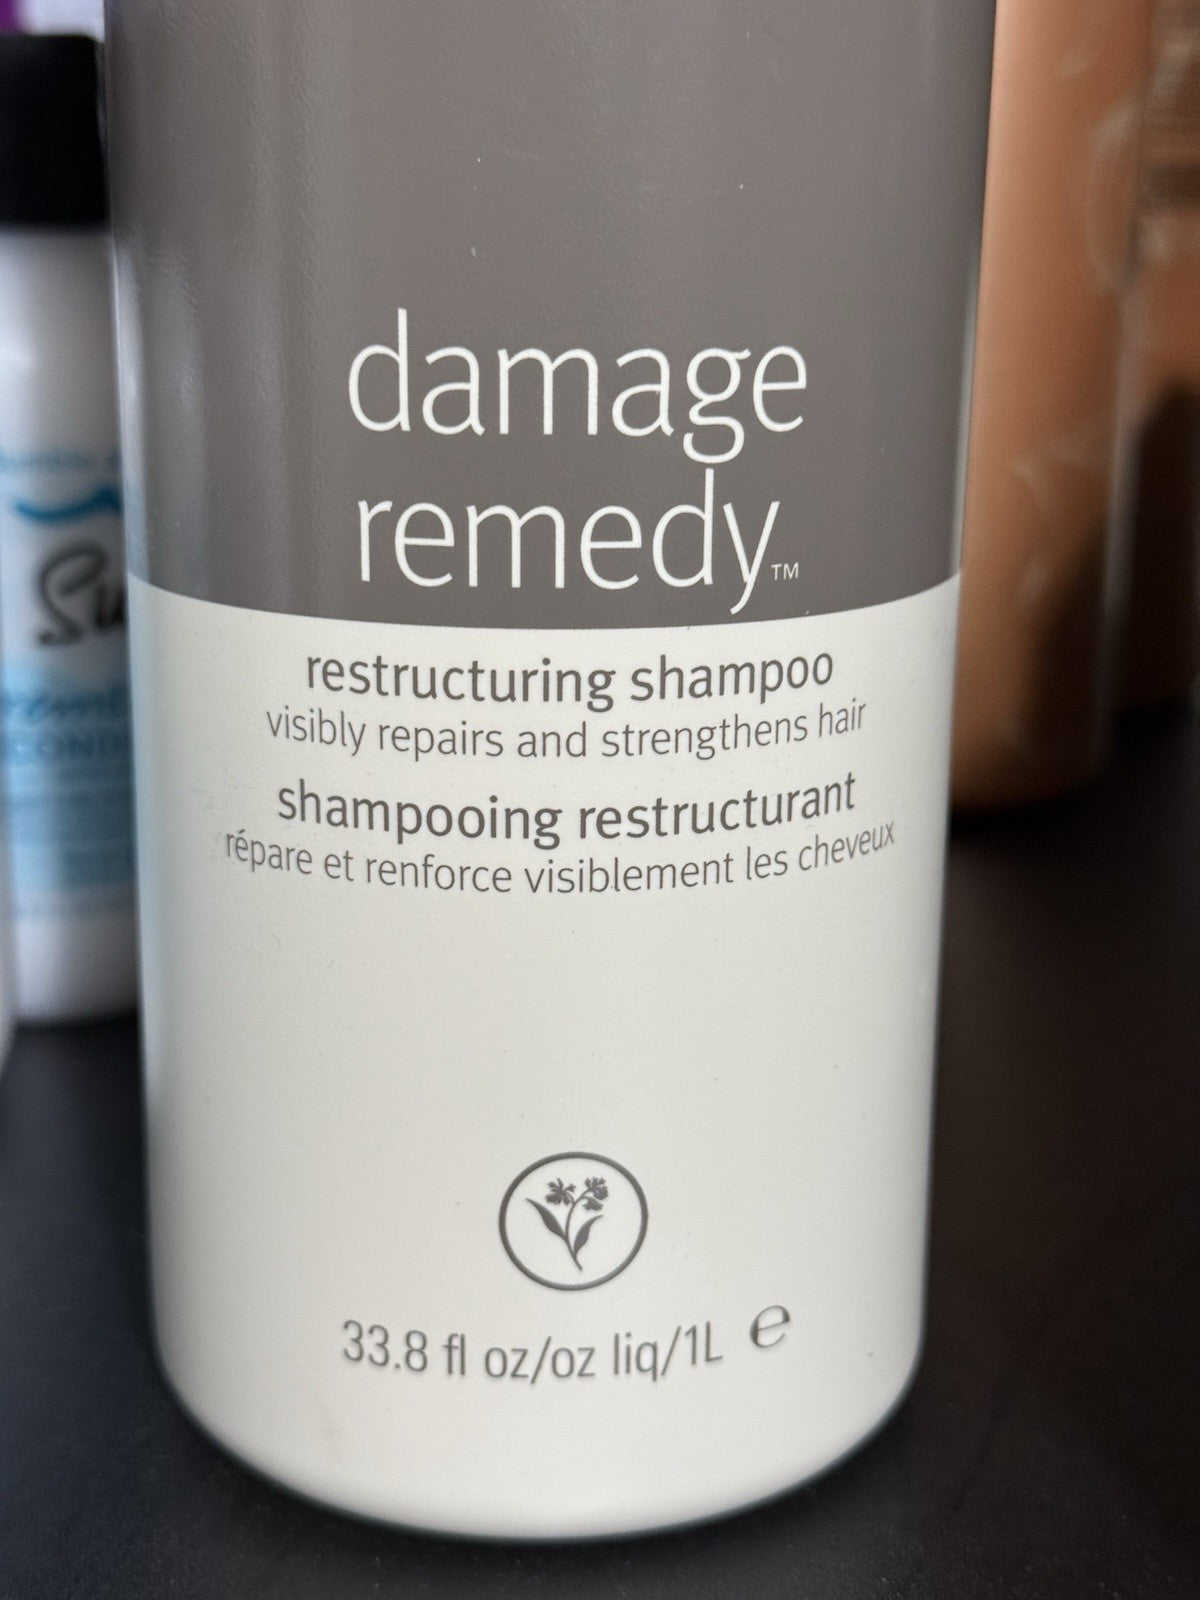 damage
remedy™
restructuring shampoo
visibly repairs and strengthens hair
shampooing restructurant
répare et renforce visiblement les cheveux
33.8 fl oz/oz liq/1L ℮